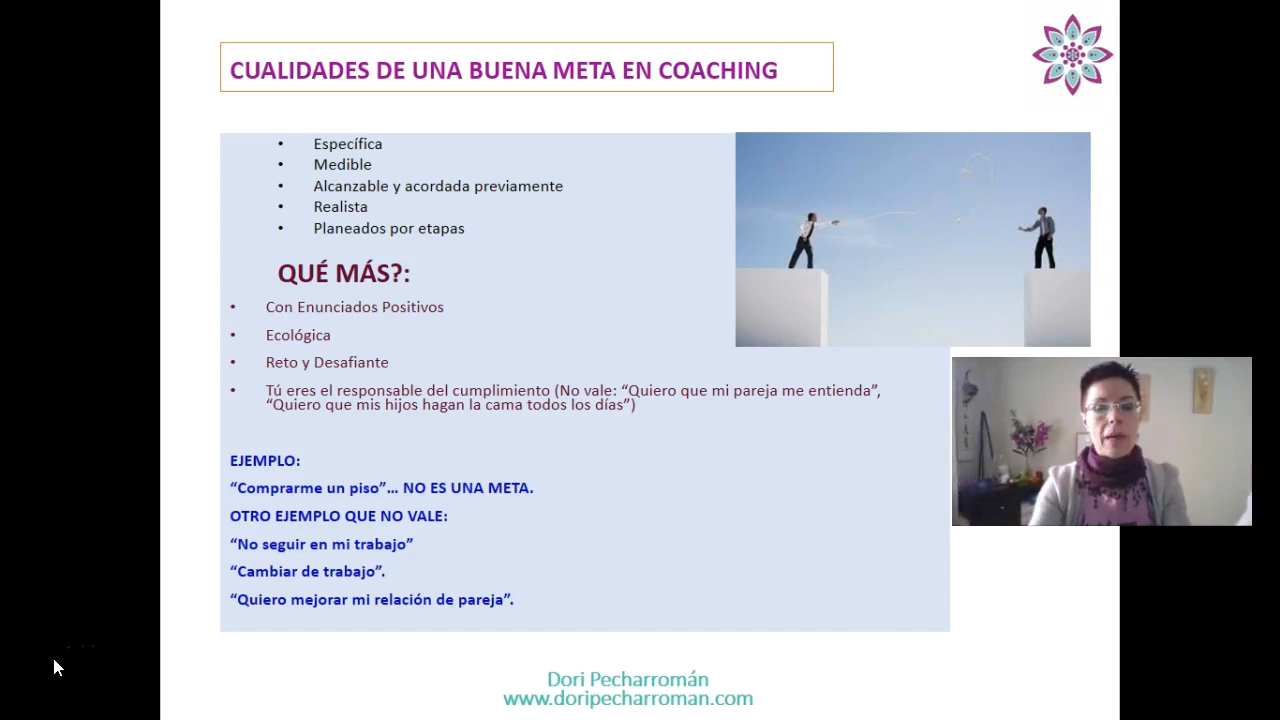 CUALIDADES DE UNA BUENA META EN COACHING
• Específica
• Medible
• Alcanzable y acordada previamente
• Realista
• Planeados por etapas
QUÉ MÁS?:
• Con Enunciados Positivos
• Ecológica
• Reto y Desafiante
• Tú eres el responsable del cumplimiento (No vale: “Quiero que mi pareja me entienda”,
“Quiero que mis hijos hagan la cama todos los días”)
EJEMPLO:
“Comprarme un piso”… NO ES UNA META.
OTRO EJEMPLO QUE NO VALE:
“No seguir en mi trabajo”
“Cambiar de trabajo”.
“Quiero mejorar mi relación de pareja”.
Dori Pecharromán
www.doripecharroman.com